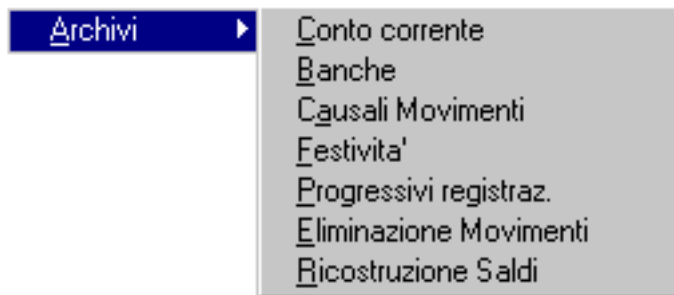 Archivi
Conto corrente
Banche
Causali Movimenti
Festivita'
Progressivi registraz.
Eliminazione Movimenti
Ricostruzione Saldi